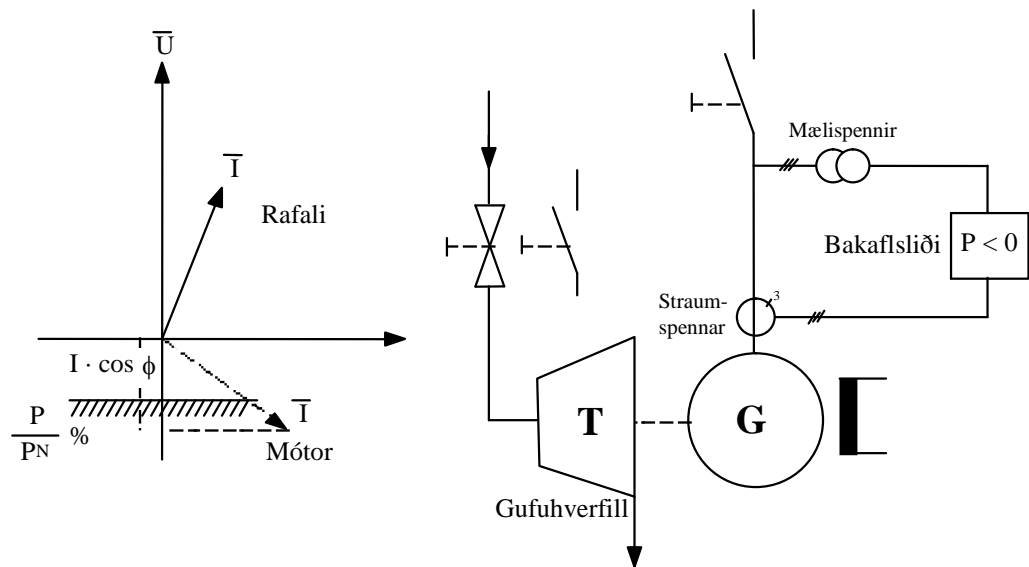 U
I
Rafali
I · cos ϕ
P
PN
%
I
Mótor
Mælispennir
Bakaflsliði
P < 0
Straum-
spennar
3
T
G
Gufuhverfill